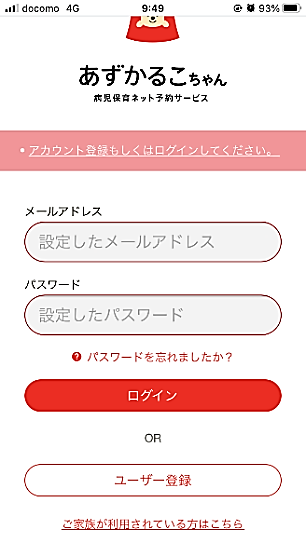 docomo 4G 9:49 93%
あずかるこちゃん
病児保育ネット予約サービス
• アカウント登録もしくはログインしてください。
メールアドレス
設定したメールアドレス
パスワード
設定したパスワード
? パスワードを忘れましたか?
ログイン
OR
ユーザー登録
ご家族が利用されている方はこちら